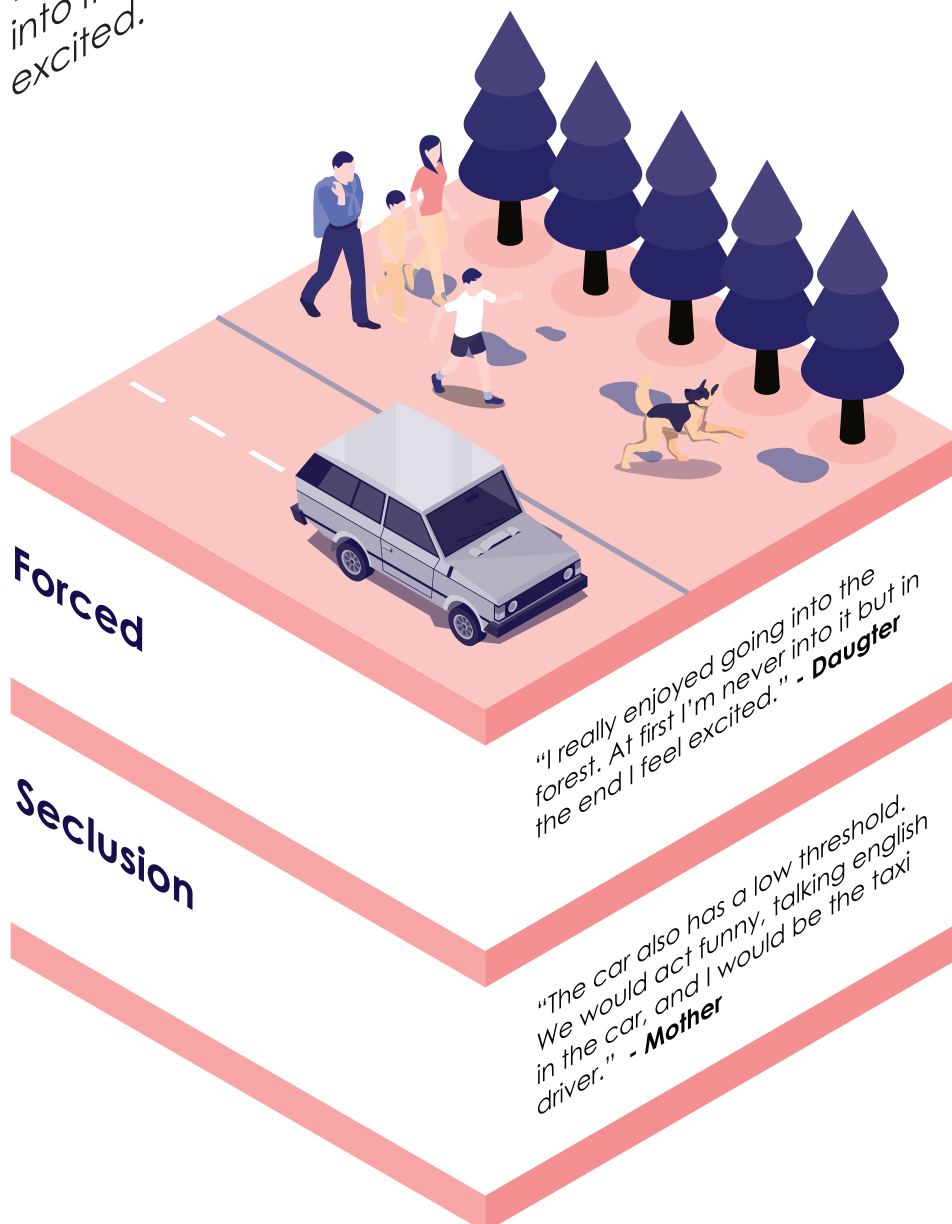 into
excited.
Forced
“I really enjoyed going into the
forest. At first I’m never into it but in
the end I feel excited.” - Daugter
Seclusion
“The car also has a low threshold.
We would act funny, talking english
in the car, and I would be the taxi
driver.” - Mother